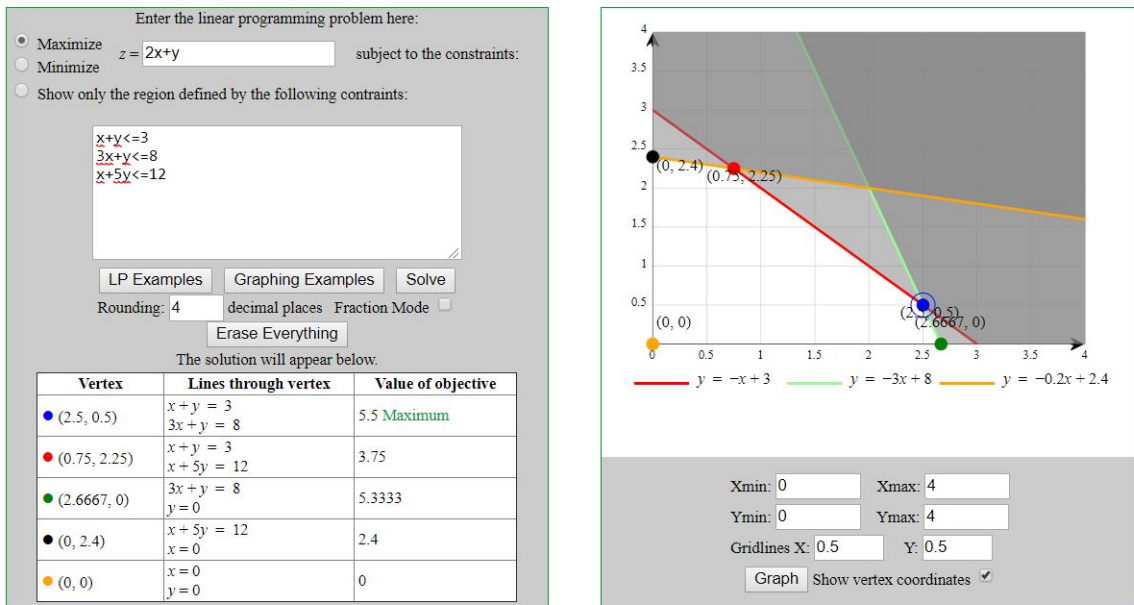 Enter the linear programming problem here:
Maximize
Minimize
z = 2x+y subject to the constraints:
Show only the region defined by the following contraints:
x+y<=3
3x+y<=8
x+5y<=12
LP Examples Graphing Examples Solve
Rounding: 4 decimal places Fraction Mode
Erase Everything
The solution will appear below.
Vertex Lines through vertex Value of objective
(2.5, 0.5) x + y = 3 5.5 Maximum
3x + y = 8
(0.75, 2.25) x + y = 3 3.75
x + 5y = 12
(2.6667, 0) 3x + y = 8 5.3333
y = 0
(0, 2.4) x + 5y = 12 2.4
x = 0
(0, 0) x = 0 0
y = 0
4
3.5
3
2.5
2
1.5
1
0.5
(0, 2.4)
(0.75, 2.25)
(2.5, 0.5)
(2.6667, 0)
(0, 0)
0 0.5 1 1.5 2 2.5 3 3.5 4
y = −x + 3 y = −3x + 8 y = −0.2x + 2.4
Xmin: 0 Xmax: 4
Ymin: 0 Ymax: 4
Gridlines X: 0.5 Y: 0.5
Graph Show vertex coordinates